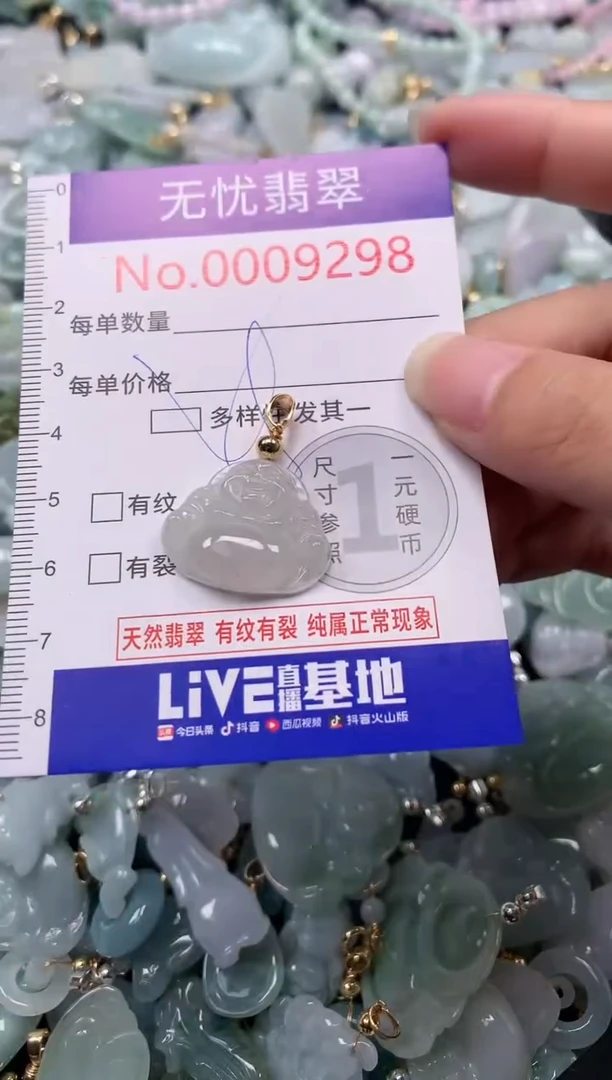 无忧翡翠
No.0009298
每单数量
每单价格
多样 发其一
尺寸参照
1
一元硬币
有纹
有裂
天然翡翠 有纹有裂 纯属正常现象
LiVE直播基地
头条 今日头条 抖音 西瓜视频 抖音火山版
0
1
2
3
4
5
6
7
8